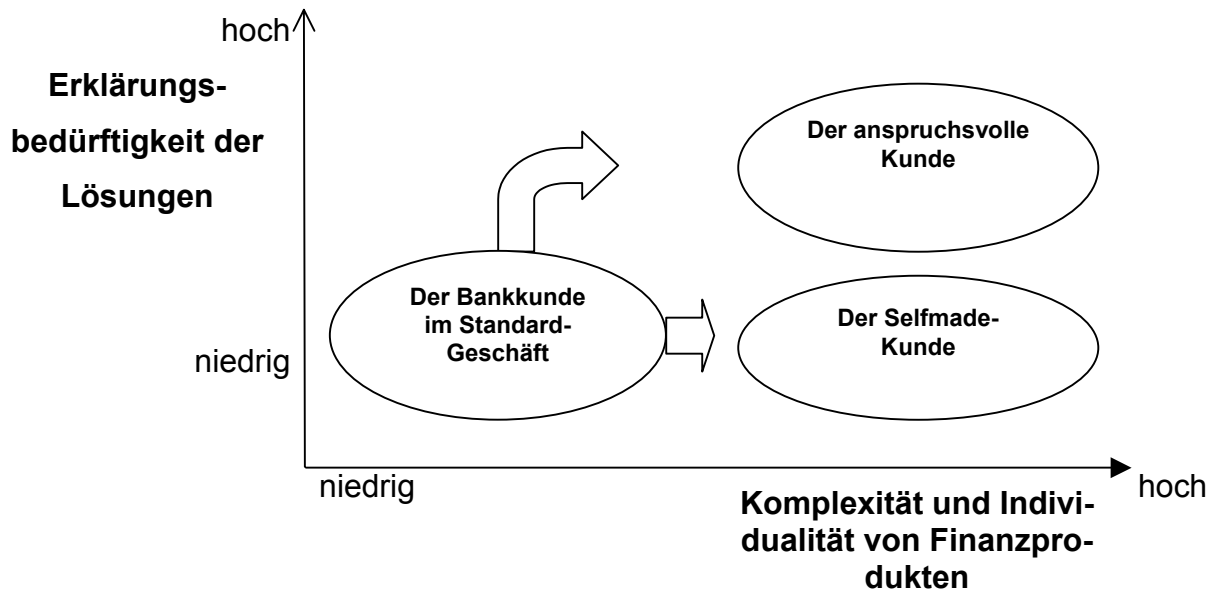 hoch
Erklärungs-
bedürftigkeit der
Lösungen
Der anspruchsvolle
Kunde
Der Bankkunde
im Standard-
Geschäft
Der Selfmade-
Kunde
niedrig
niedrig
hoch
Komplexität und Indivi-
dualität von Finanzpro-
dukten